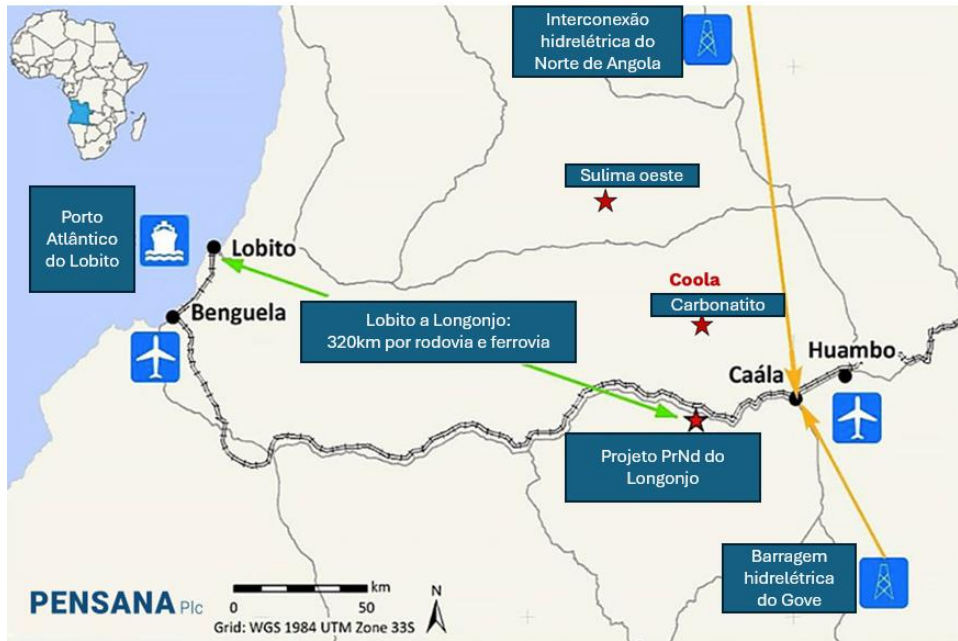 Interconexão
hidrelétrica do
Norte de Angola
Sulima oeste
Porto
Atlântico
do Lobito
Lobito
Coola
Carbonatito
Benguela
Lobito a Longonjo:
320km por rodovia e ferrovia
Huambo
Caála
Projeto PrNd do
Longonjo
Barragem
hidrelétrica
do Gove
PENSANA Plc
km
0 50
N
Grid: WGS 1984 UTM Zone 33S